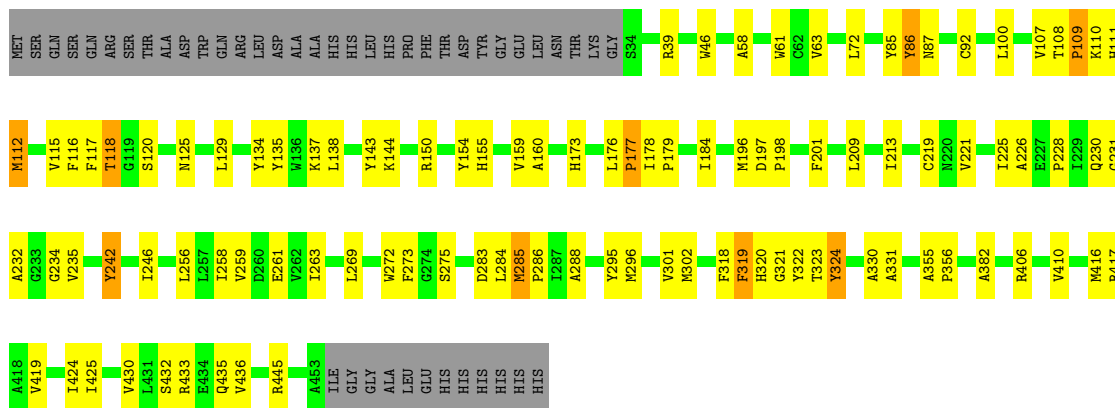 MET SER GLN SER GLN ARG SER THR ALA ASP TRP GLN ARG LEU ASP ALA ALA HIS HIS LEU HIS PRO PHE THR ASP TYR GLY GLU LEU ASN THR LYS GLY S34 R39 W46 A58 W61 C62 V63 L72 Y85 Y86 N87 C92 L100 V107 T108 P109 K110 H111
M112 V115 F116 F117 T118 G119 S120 N125 L129 Y134 Y135 W136 K137 L138 Y143 K144 R150 Y154 H155 V159 A160 H173 L176 P177 I178 P179 I184 M196 D197 P198 F201 L209 I213 C219 N220 V221 I225 A226 E227 P228 I229 Q230 G231
A232 G233 G234 V235 Y242 I246 L256 L257 I258 V259 D260 E261 V262 I263 L269 W272 F273 G274 S275 D283 L284 M285 P286 I287 A288 Y295 M296 V301 M302 F318 F319 H320 G321 Y322 T323 Y324 A330 A331 A355 P356 A382 R406 V410 M416
A418 V419 I424 I425 V430 L431 S432 R433 E434 Q435 V436 R445 A453 ILE GLY GLY ALA LEU GLU HIS HIS HIS HIS HIS HIS